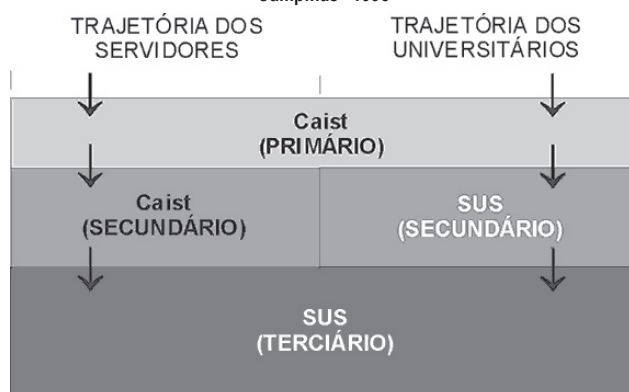 TRAJETÓRIA DOS
SERVIDORES
TRAJETÓRIA DOS
UNIVERSITÁRIOS
Caist
(PRIMÁRIO)
Caist
(SECUNDÁRIO)
SUS
(SECUNDÁRIO)
SUS
(TERCIÁRIO)